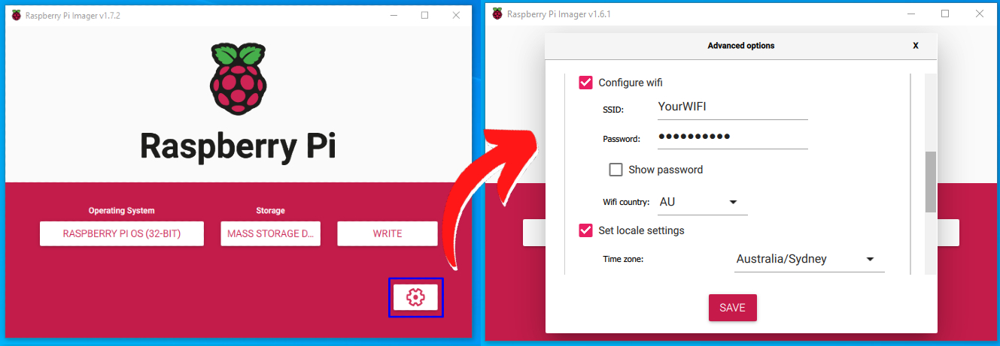 Raspberry Pi Imager v1.7.2
Raspberry Pi
Operating System
Storage
RASPBERRY PI OS (32-BIT)
MASS STORAGE D...
WRITE
Raspberry Pi Imager v1.6.1
Advanced options
X
Configure wifi
SSID:
YourWIFI
Password:
●●●●●●●●●●
Show password
Wifi country:
AU
Set locale settings
Time zone:
Australia/Sydney
SAVE